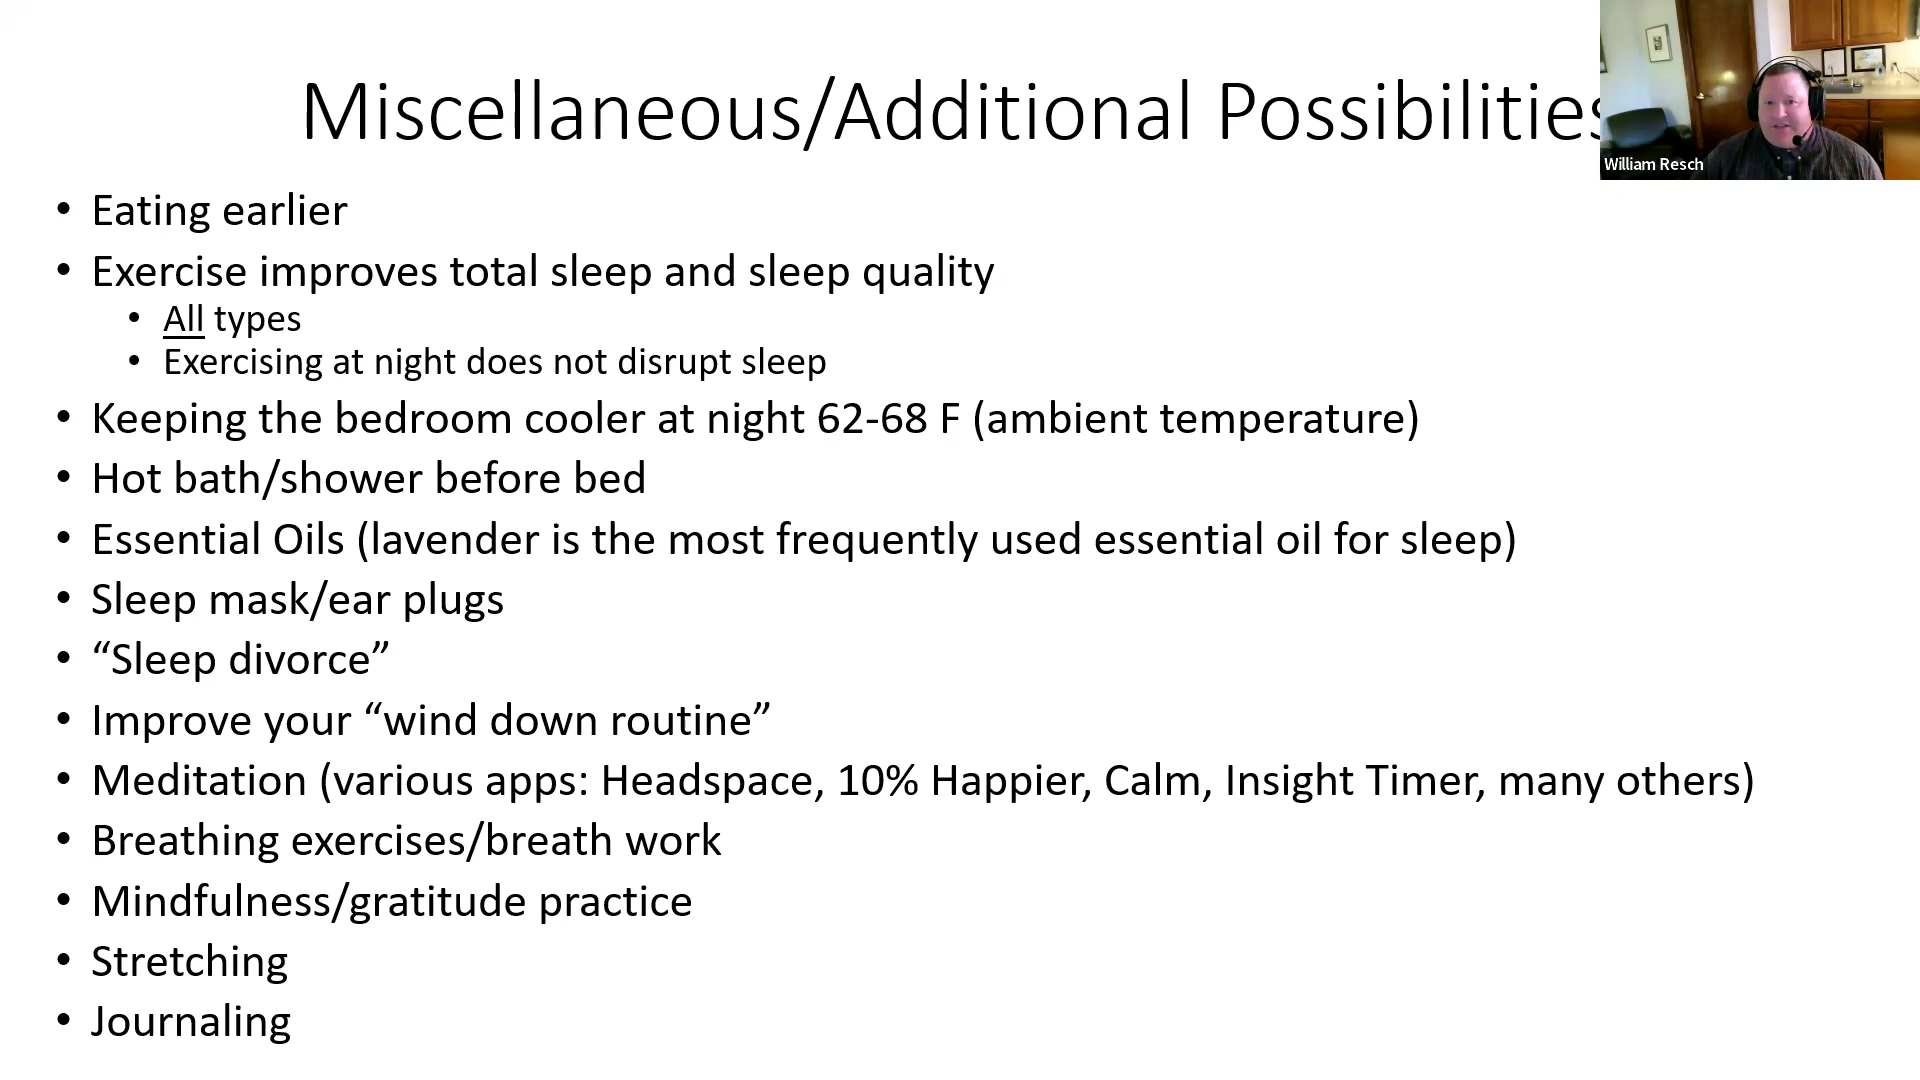 Miscellaneous/Additional Possibilities
William Resch
• Eating earlier
• Exercise improves total sleep and sleep quality
• All types
• Exercising at night does not disrupt sleep
• Keeping the bedroom cooler at night 62-68 F (ambient temperature)
• Hot bath/shower before bed
• Essential Oils (lavender is the most frequently used essential oil for sleep)
• Sleep mask/ear plugs
• “Sleep divorce”
• Improve your “wind down routine”
• Meditation (various apps: Headspace, 10% Happier, Calm, Insight Timer, many others)
• Breathing exercises/breath work
• Mindfulness/gratitude practice
• Stretching
• Journaling